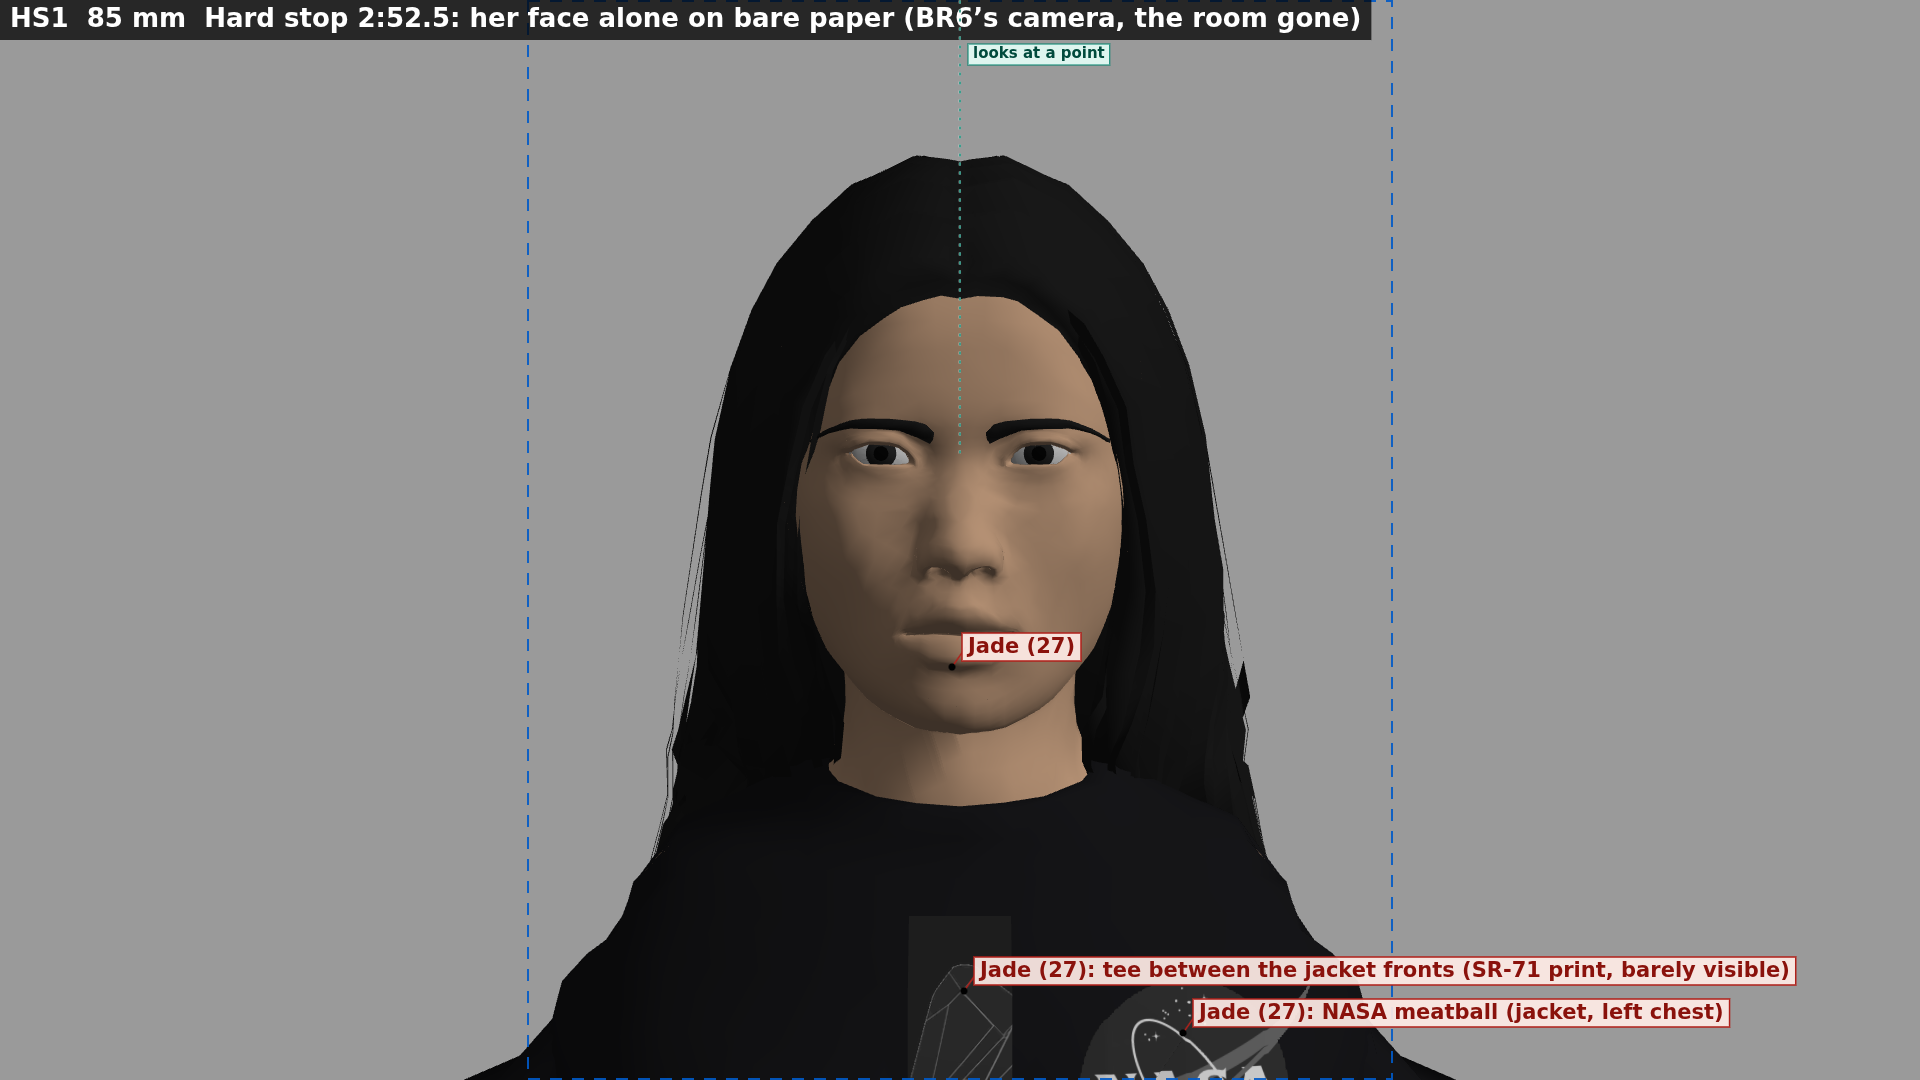 HS1  85 mm  Hard stop 2:52.5: her face alone on bare paper (BR6’s camera, the room gone)
looks at a point
Jade (27)
Jade (27): tee between the jacket fronts (SR-71 print, barely visible)
Jade (27): NASA meatball (jacket, left chest)
NASA